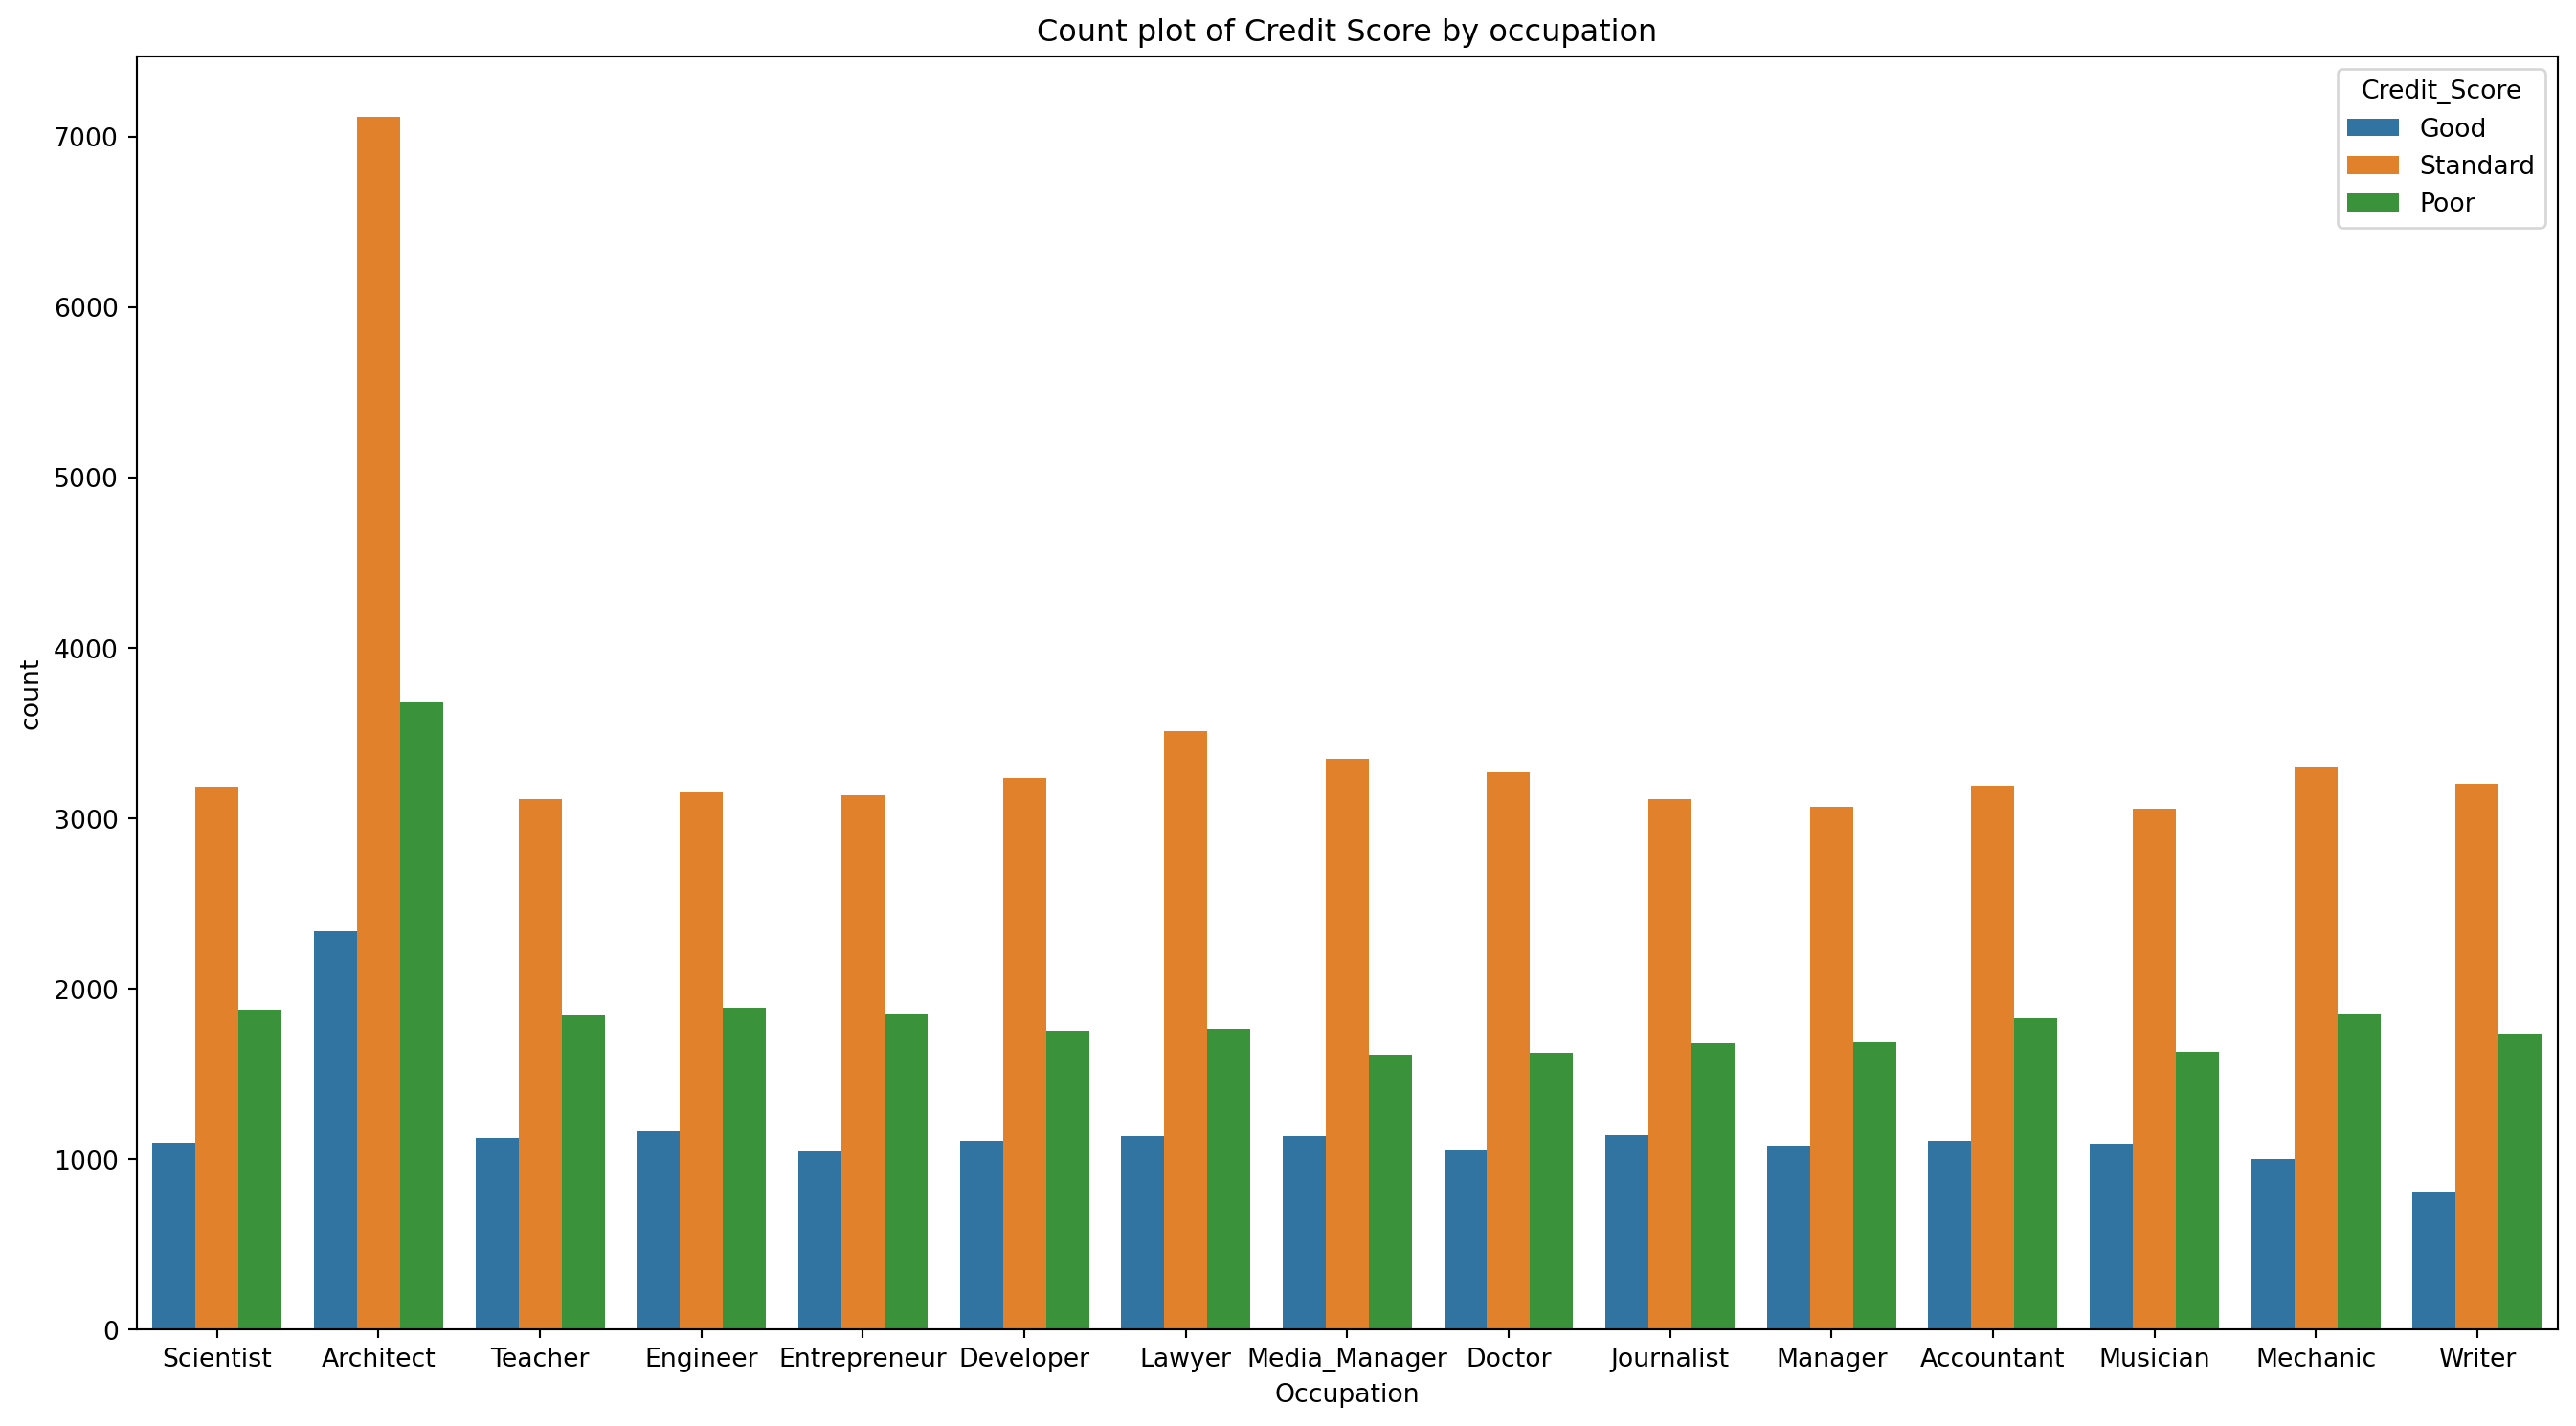 Count plot of Credit Score by occupation
Credit_Score
Good
Standard
Poor
7000
6000
5000
4000
3000
2000
1000
0
count
Scientist Architect Teacher Engineer Entrepreneur Developer Lawyer Media_Manager Doctor Journalist Manager Accountant Musician Mechanic Writer
Occupation